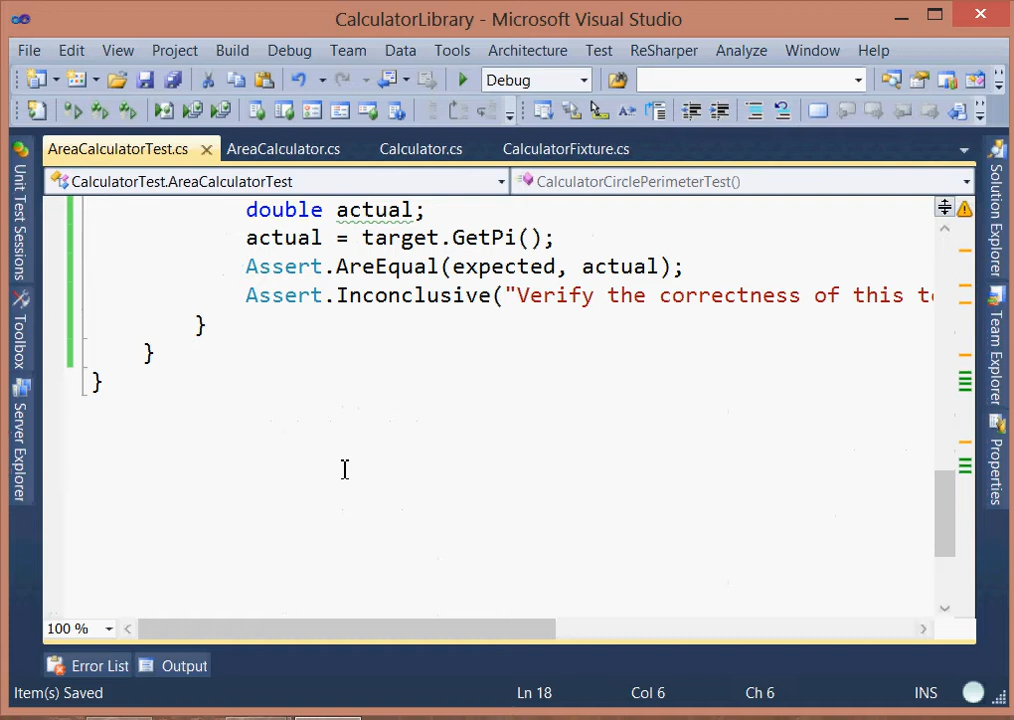 CalculatorLibrary - Microsoft Visual Studio
File Edit View Project Build Debug Team Data Tools Architecture Test ReSharper Analyze Window Help
Debug
AreaCalculatorTest.cs AreaCalculator.cs Calculator.cs CalculatorFixture.cs
CalculatorTest.AreaCalculatorTest CalculatorCirclePerimeterTest()
Unit Test Sessions
Toolbox
Server Explorer
double actual;
actual = target.GetPi();
Assert.AreEqual(expected, actual);
Assert.Inconclusive("Verify the correctness of this te
}
}
}
Solution Explorer
Team Explorer
Properties
100 %
Error List Output
Item(s) Saved Ln 18 Col 6 Ch 6 INS